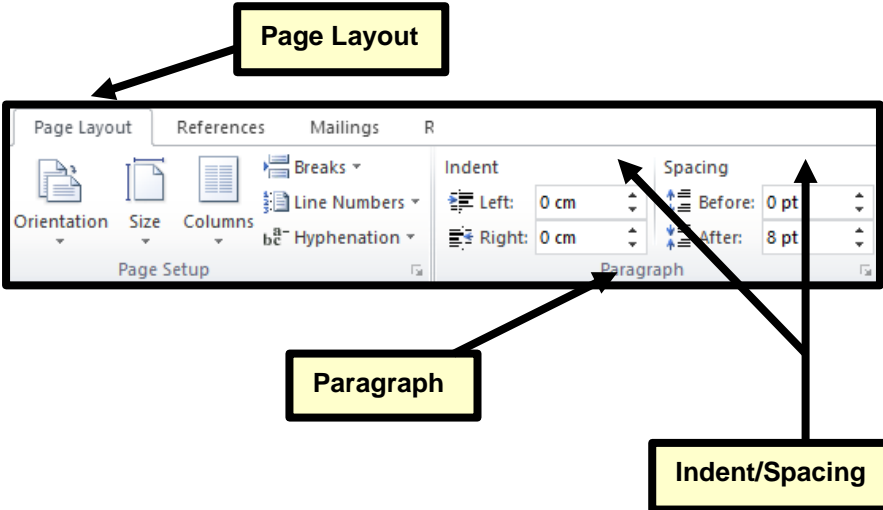 Page Layout
Page Layout References Mailings R
Indent Spacing
Breaks
Line Numbers
Hyphenation
Orientation Size Columns
Left: 0 cm Before: 0 pt
Right: 0 cm After: 8 pt
Page Setup Paragraph
Paragraph
Indent/Spacing